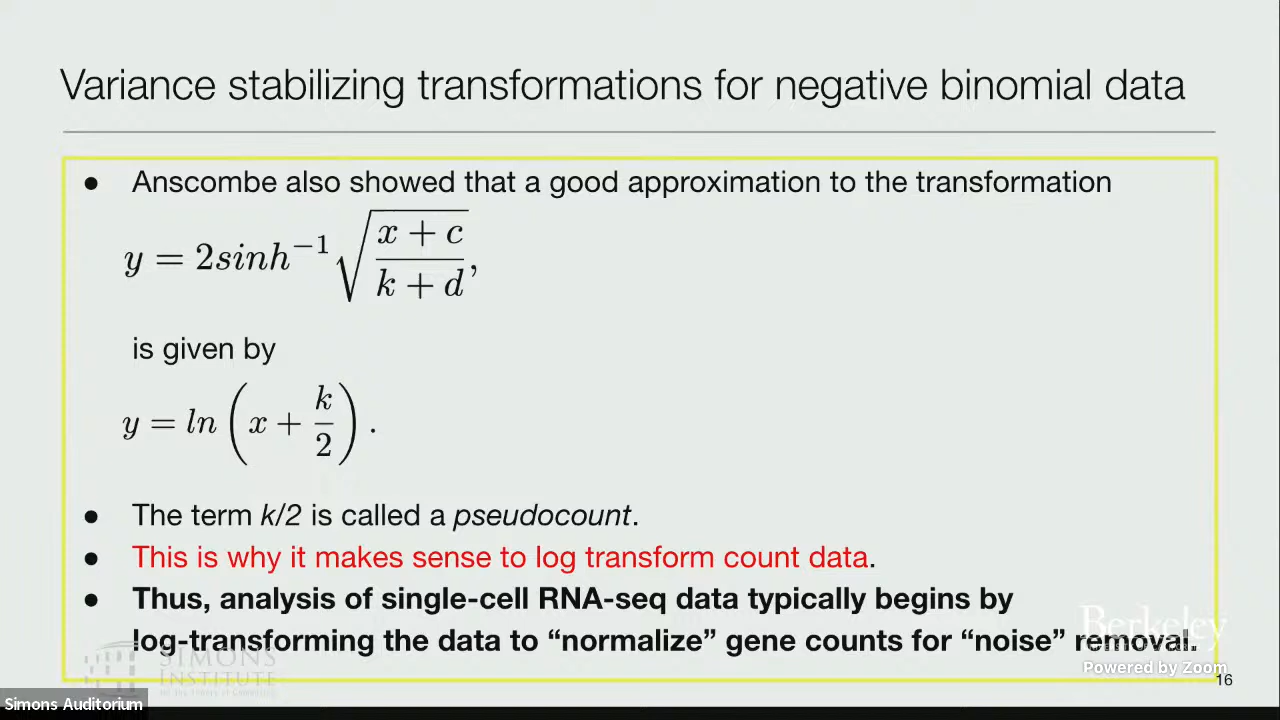 Variance stabilizing transformations for negative binomial data
● Anscombe also showed that a good approximation to the transformation
y = 2sinh⁻¹ √((x + c)/(k + d)),
is given by
y = ln (x + k/2).
● The term k/2 is called a pseudocount.
● This is why it makes sense to log transform count data.
● Thus, analysis of single-cell RNA-seq data typically begins by
log-transforming the data to “normalize” gene counts for “noise” removal.
Berkeley
Powered by Zoom
SIMONS
INSTITUTE
16
Simons Auditorium